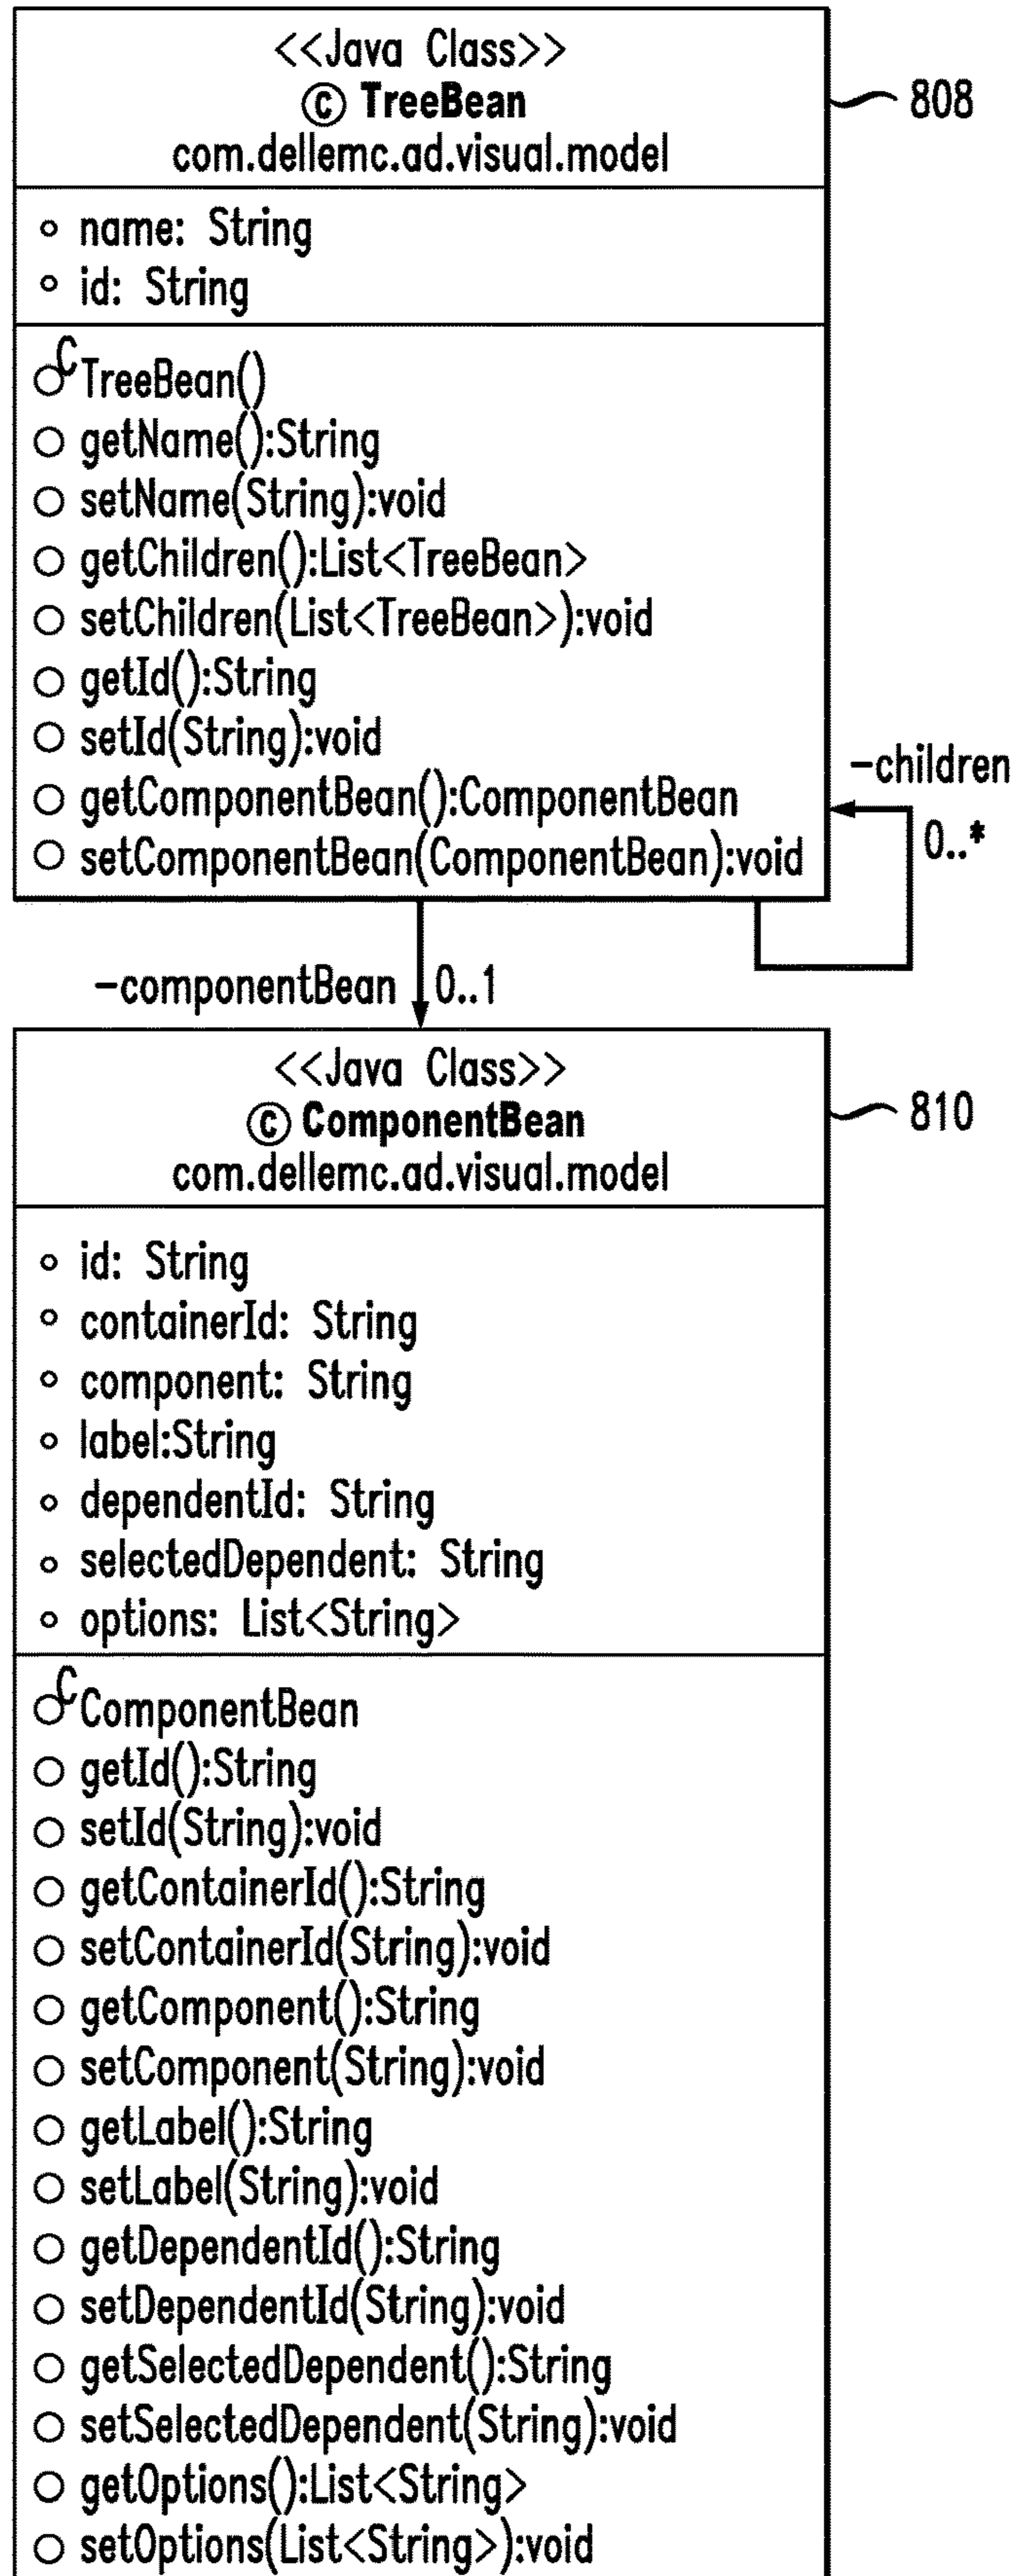 <<Java Class>>
© TreeBean
808
com.dellemc.ad.visual.model
name: String
id: String
C TreeBean()
getName():String
setName(String):void
getChildren():List<TreeBean>
setChildren(List<TreeBean>):void
getId():String
setId(String):void
getComponentBean():ComponentBean
setComponentBean(ComponentBean):void
-children
0..*
-componentBean 0..1
<<Java Class>>
© ComponentBean
810
com.dellemc.ad.visual.model
id: String
containerId: String
component: String
label:String
dependentId: String
selectedDependent: String
options: List<String>
C ComponentBean
getId():String
setId(String):void
getContainerId():String
setContainerId(String):void
getComponent():String
setComponent(String):void
getLabel():String
setLabel(String):void
getDependentId():String
setDependentId(String):void
getSelectedDependent():String
setSelectedDependent(String):void
getOptions():List<String>
setOptions(List<String>):void